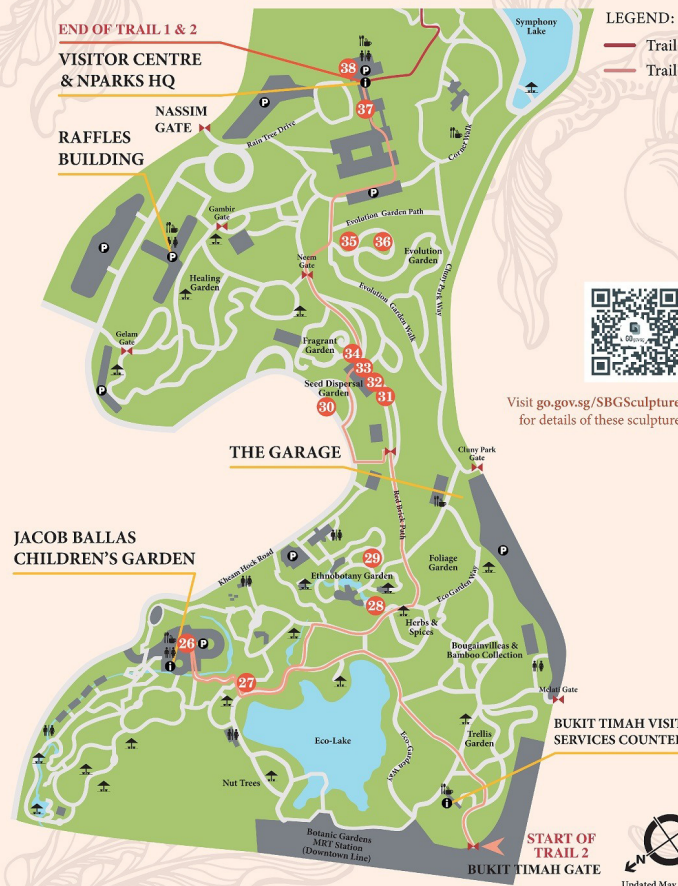 LEGEND:
Trail
Trail
END OF TRAIL 1 & 2
VISITOR CENTRE
& NPARKS HQ
NASSIM
GATE
RAFFLES
BUILDING
Symphony
Lake
38
P
i
37
P
Rain Tree Drive
Corner Walk
P
Gambir
Gate
Evolution Garden Path
35
36
Evolution
Garden
P
P
Neem
Gate
Healing
Garden
Evolution Garden Walk
Cluny Park Way
Gelam
Gate
Fragrant
Garden
34
33
32
31
Seed Dispersal
Garden
30
P
Visit go.gov.sg/SBGSculpture
for details of these sculpture
THE GARAGE
Cluny Park
Gate
Red Brick Path
JACOB BALLAS
CHILDREN'S GARDEN
Kheam Hock Road
P
29
Ethnobotany Garden
28
Foliage
Garden
P
Eco Garden Way
Herbs &
Spices
26
P
i
27
Bougainvilleas &
Bamboo Collection
Melati Gate
Eco-Lake
Eco-Garden Way
Trellis
Garden
BUKIT TIMAH VISIT
SERVICES COUNTE
Nut Trees
i
Botanic Gardens
MRT Station
(Downtown Line)
START OF
TRAIL 2
BUKIT TIMAH GATE
N
Updated May